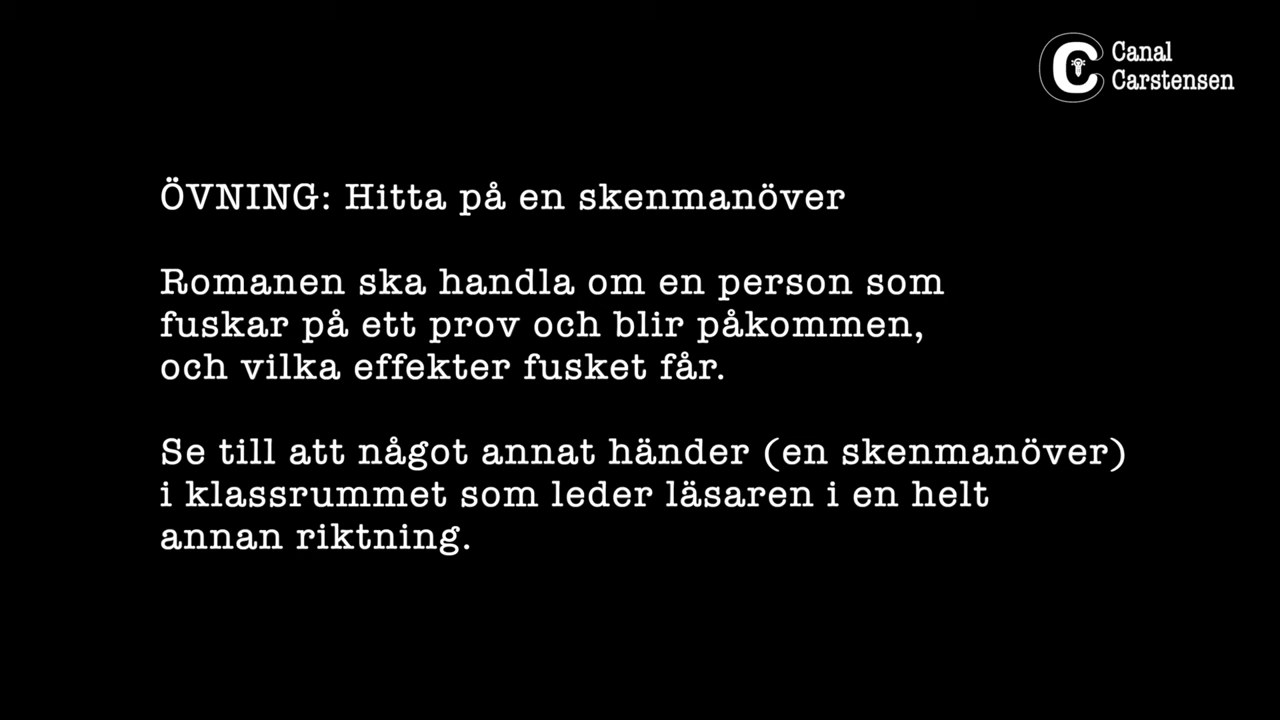 Canal
Carstensen
ÖVNING: Hitta på en skenmanöver
Romanen ska handla om en person som
fuskar på ett prov och blir påkommen,
och vilka effekter fusket får.
Se till att något annat händer (en skenmanöver)
i klassrummet som leder läsaren i en helt
annan riktning.